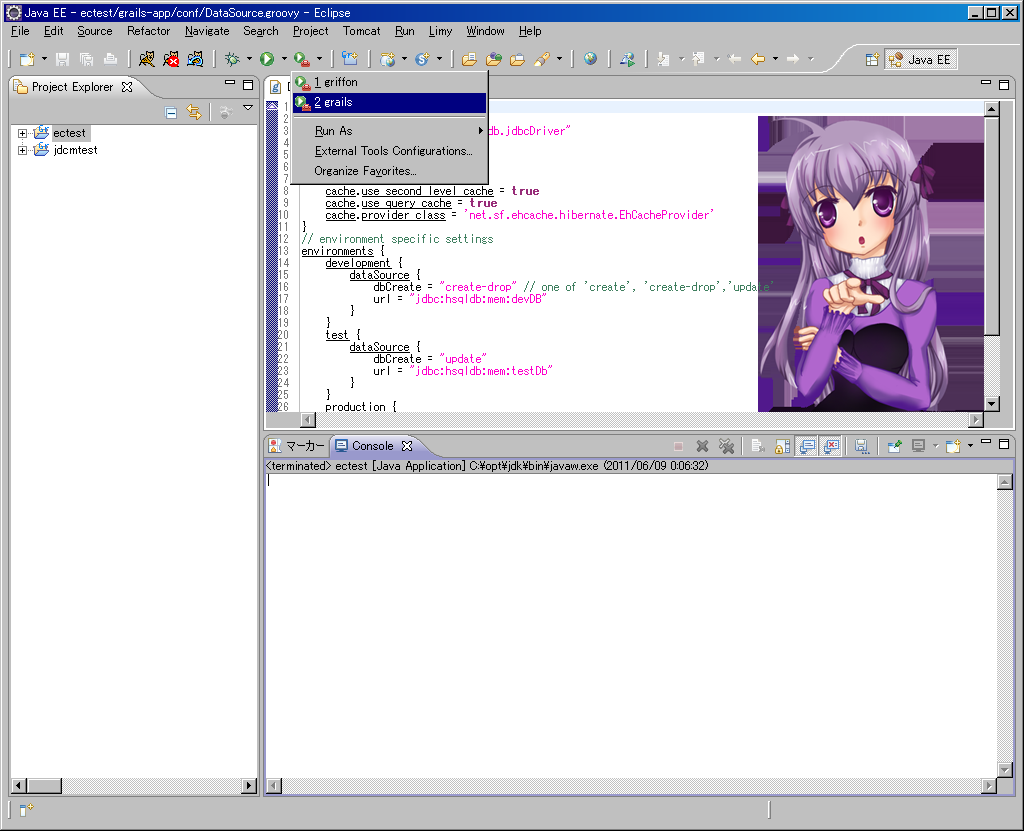 Java EE - ectest/grails-app/conf/DataSource.groovy - Eclipse
File Edit Source Refactor Navigate Search Project Tomcat Run Limy Window Help
Java EE
Project Explorer
ectest
jdcmtest
1 griffon
2 grails
Run As
External Tools Configurations...
Organize Favorites...
1
2
3 db.jdbcDriver"
4
5
6
7
8 cache.use_second_level_cache = true
9 cache.use_query_cache = true
10 cache.provider_class = 'net.sf.ehcache.hibernate.EhCacheProvider'
11 }
12 // environment specific settings
13 environments {
14 development {
15 dataSource {
16 dbCreate = "create-drop" // one of 'create', 'create-drop','update'
17 url = "jdbc:hsqldb:mem:devDB"
18 }
19 }
20 test {
21 dataSource {
22 dbCreate = "update"
23 url = "jdbc:hsqldb:mem:testDb"
24 }
25 }
26 production {
マーカー Console
<terminated> ectest [Java Application] C:¥opt¥jdk¥bin¥javaw.exe (2011/06/09 0:06:32)